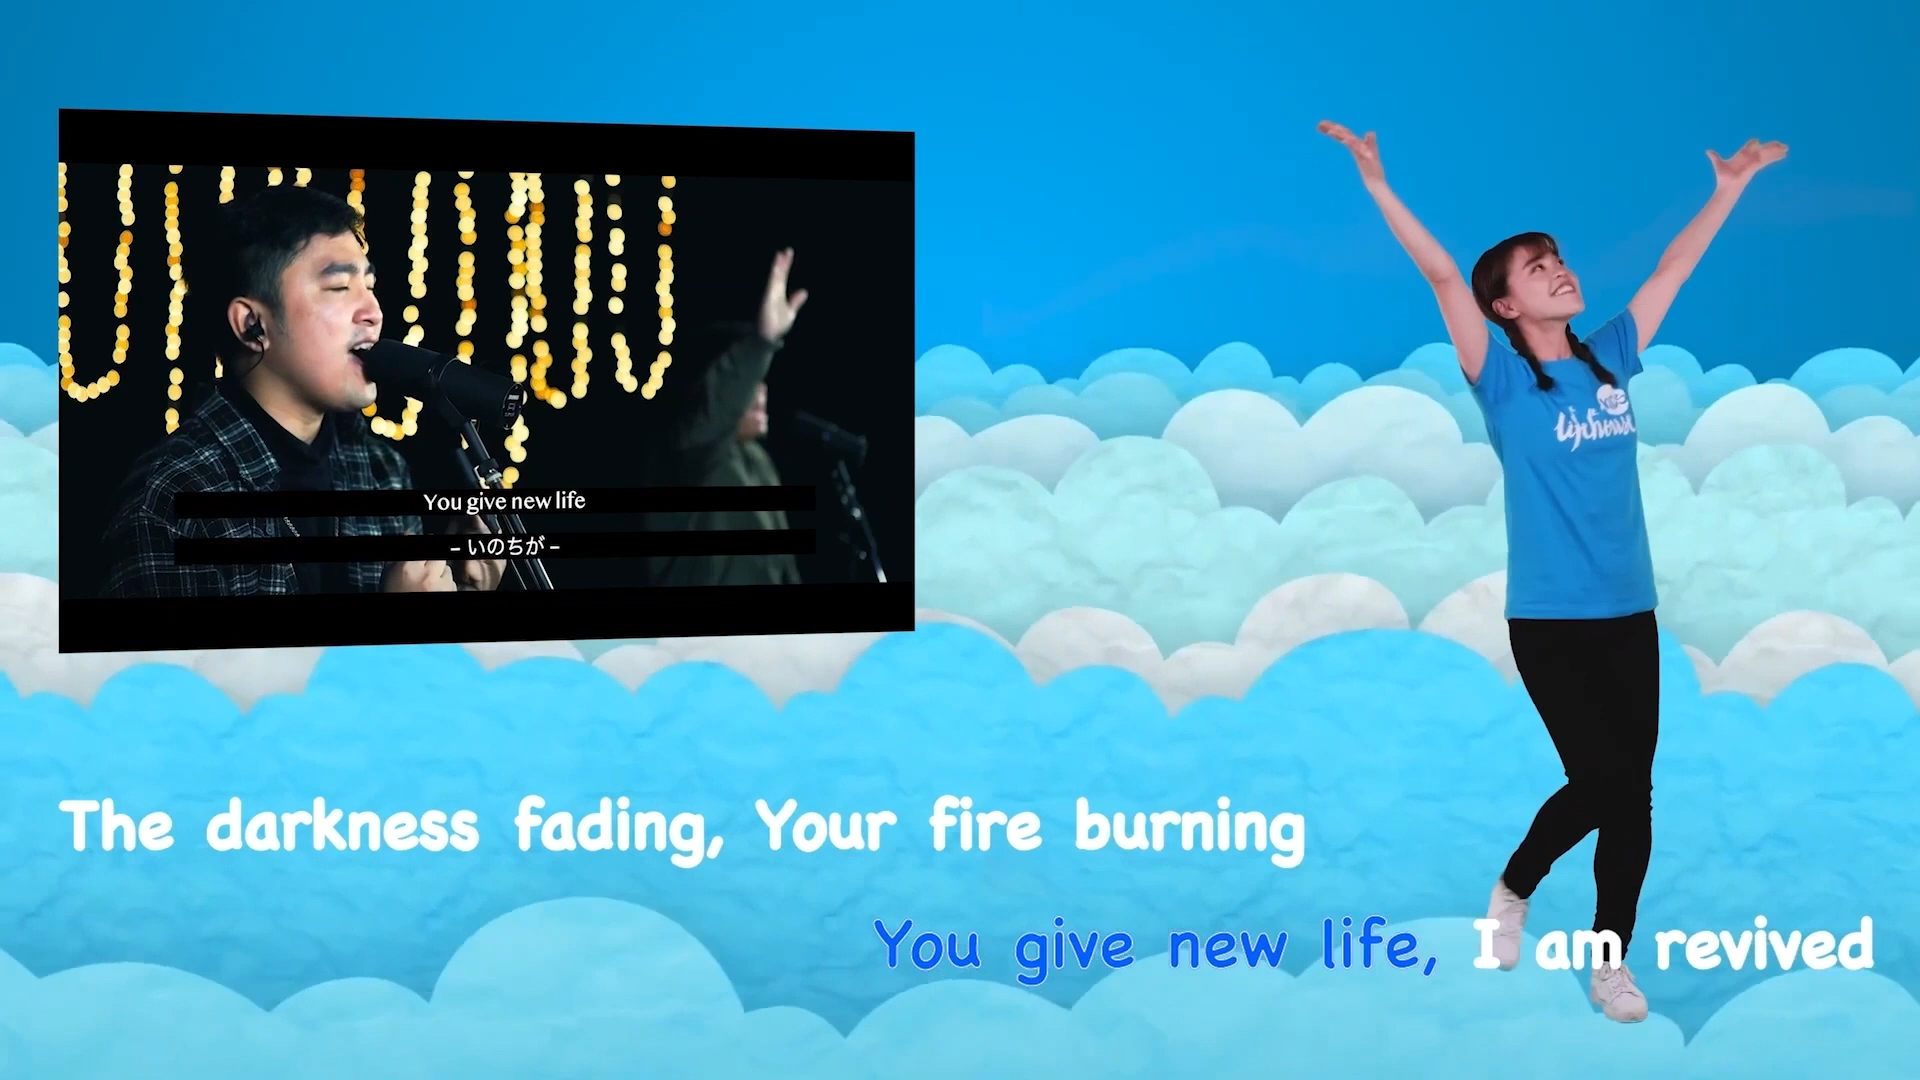 You give new life
– いのちが –
lifehouse
The darkness fading, Your fire burning
You give new life, I am revived